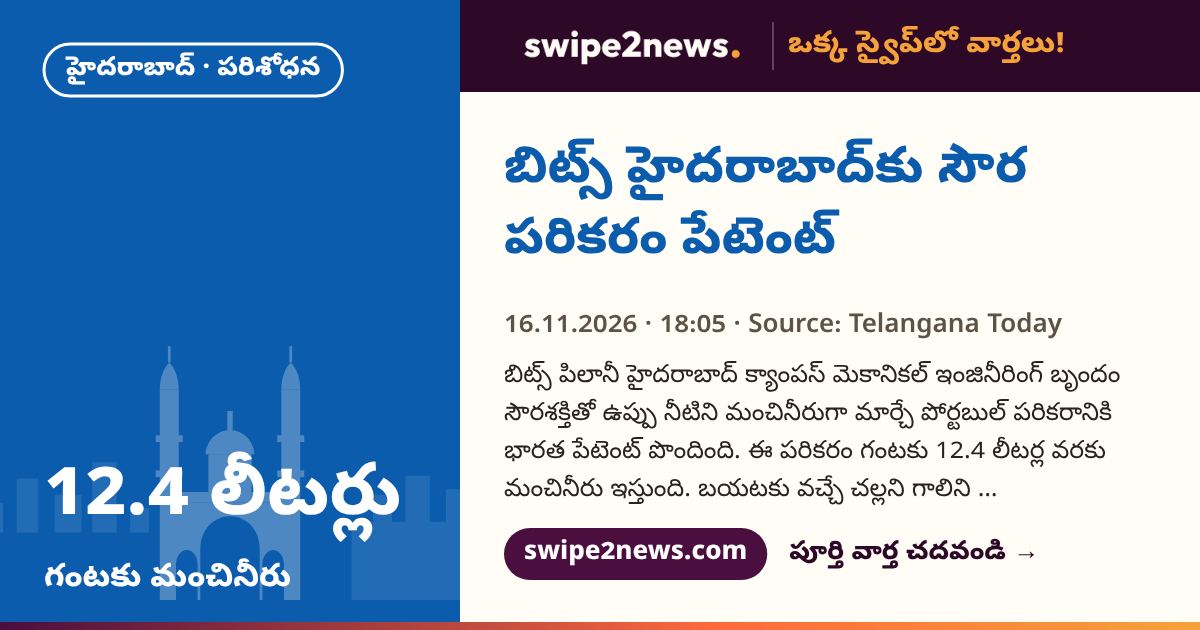 హైదరాబాద్ · పరిశోధన
12.4 లీటర్లు
గంటకు మంచినీరు
swipe2news.
ఒక్క స్వైప్‌లో వార్తలు!
బిట్స్ హైదరాబాద్‌కు సౌర
పరికరం పేటెంట్
16.11.2026 · 18:05 · Source: Telangana Today
బిట్స్ పిలానీ హైదరాబాద్ క్యాంపస్ మెకానికల్ ఇంజినీరింగ్ బృందం
సౌరశక్తితో ఉప్పు నీటిని మంచినీరుగా మార్చే పోర్టబుల్ పరికరానికి
భారత పేటెంట్ పొందింది. ఈ పరికరం గంటకు 12.4 లీటర్ల వరకు
మంచినీరు ఇస్తుంది. బయటకు వచ్చే చల్లని గాలిని ...
swipe2news.com
పూర్తి వార్త చదవండి →